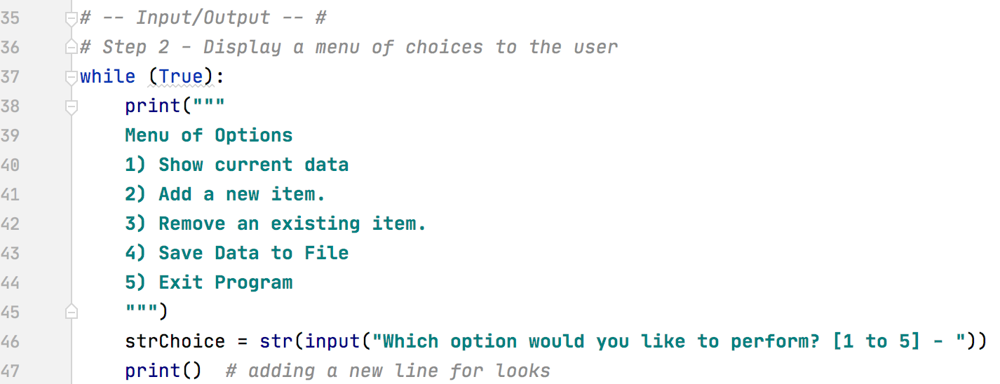 35 # -- Input/Output -- #
36 # Step 2 - Display a menu of choices to the user
37 while (True):
38     print("""
39     Menu of Options
40     1) Show current data
41     2) Add a new item.
42     3) Remove an existing item.
43     4) Save Data to File
44     5) Exit Program
45     """)
46     strChoice = str(input("Which option would you like to perform? [1 to 5] - "))
47     print()  # adding a new line for looks